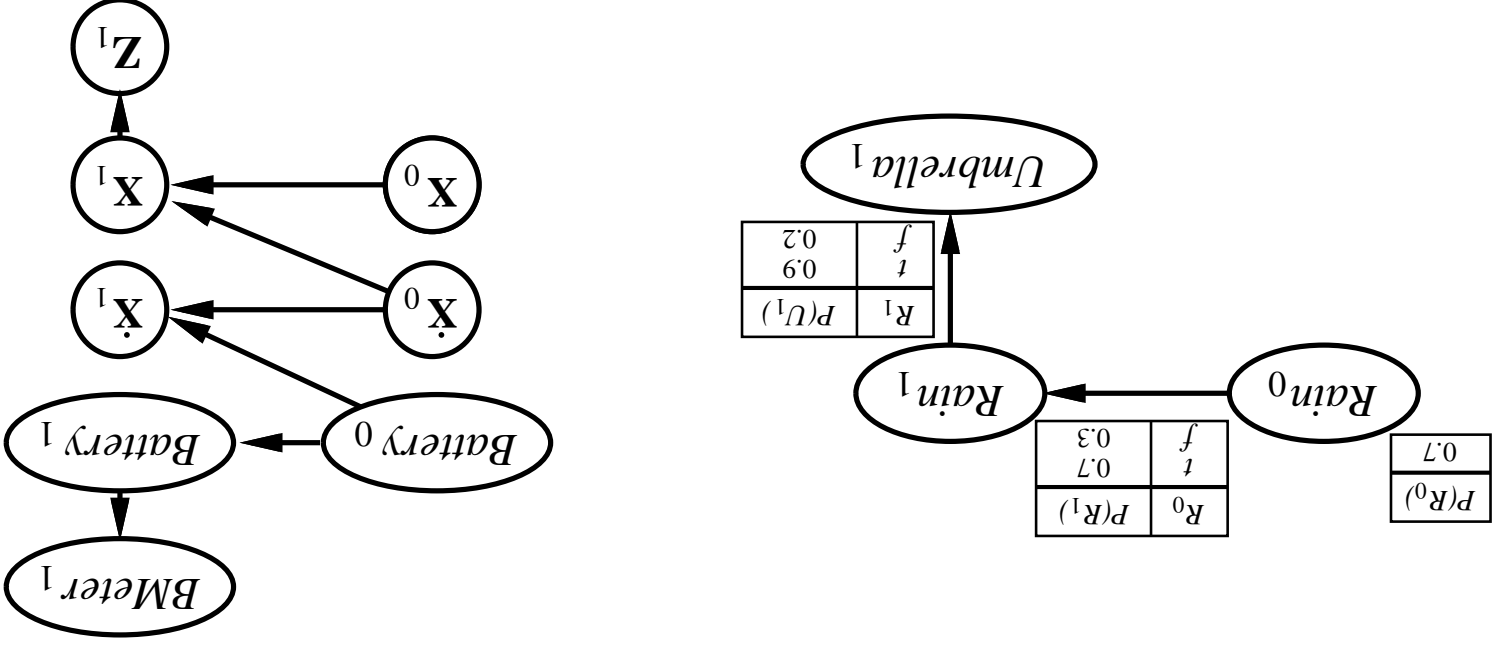 P(R0)
0.7
Rain0
R0 P(R1)
t 0.7
f 0.3
Rain1
R1 P(U1)
t 0.9
f 0.2
Umbrella1
BMeter1
Battery0
Battery1
Ẋ0
Ẋ1
X0
X1
Z1